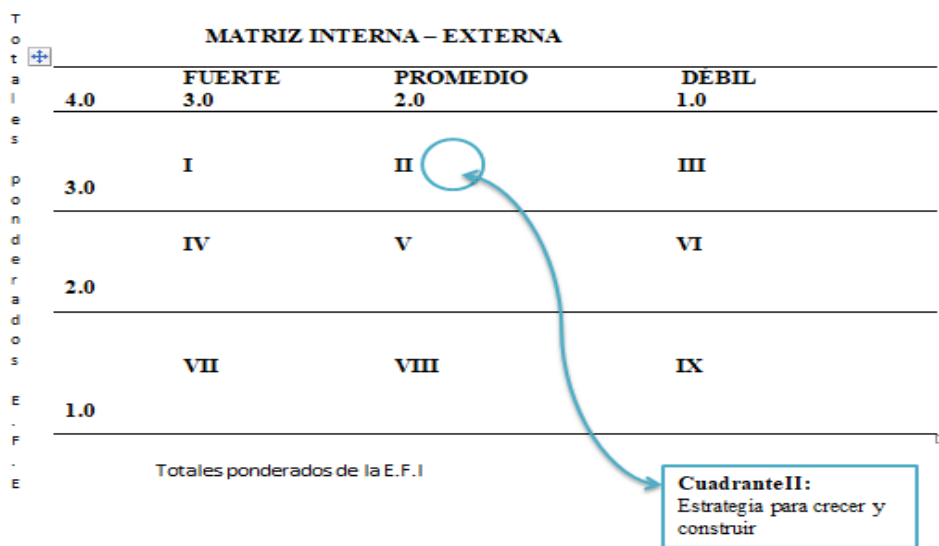 MATRIZ INTERNA – EXTERNA
Totales ponderados E.F.E
FUERTE PROMEDIO DÉBIL
4.0 3.0 2.0 1.0
I II III
3.0
IV V VI
2.0
VII VIII IX
1.0
Totales ponderados de la E.F.I
CuadranteII:
Estrategia para crecer y
construir